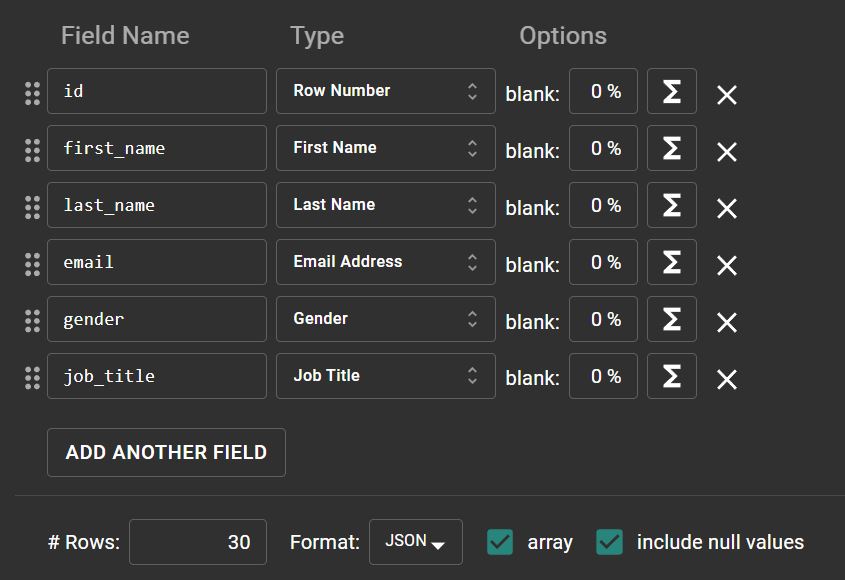 Field Name Type Options
id Row Number blank: 0 % Σ
first_name First Name blank: 0 % Σ
last_name Last Name blank: 0 % Σ
email Email Address blank: 0 % Σ
gender Gender blank: 0 % Σ
job_title Job Title blank: 0 % Σ
ADD ANOTHER FIELD
# Rows: 30 Format: JSON array include null values